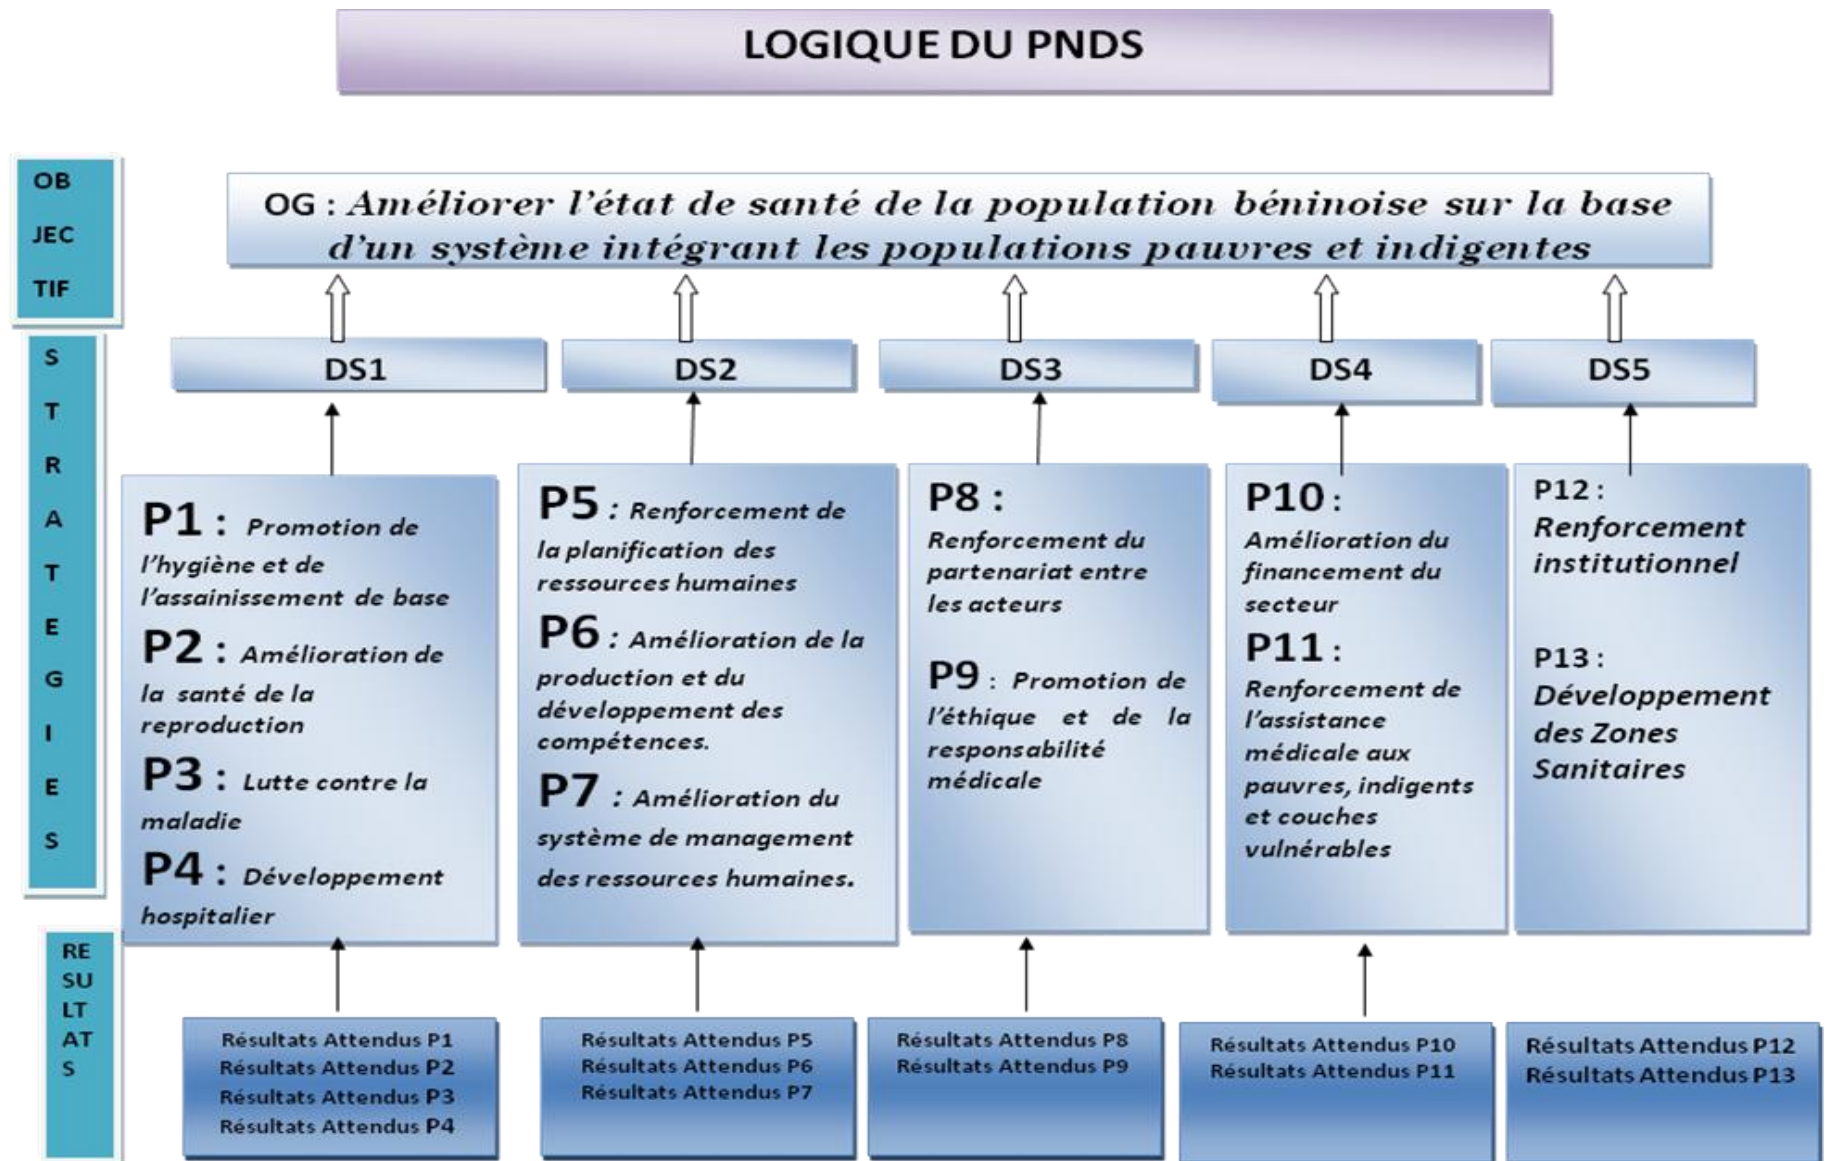 LOGIQUE DU PNDS
OB
JEC
TIF
OG : Améliorer l'état de santé de la population béninoise sur la base
d'un système intégrant les populations pauvres et indigentes
S
T
R
A
T
E
G
I
E
S
DS1
DS2
DS3
DS4
DS5
P1 : Promotion de
l'hygiène et de
l'assainissement de base
P2 : Amélioration de
la santé de la
reproduction
P3 : Lutte contre la
maladie
P4 : Développement
hospitalier
P5 : Renforcement de
la planification des
ressources humaines
P6 : Amélioration de la
production et du
développement des
compétences.
P7 : Amélioration du
système de management
des ressources humaines.
P8 :
Renforcement du
partenariat entre
les acteurs
P9 : Promotion de
l'éthique et de la
responsabilité
médicale
P10 :
Amélioration du
financement du
secteur
P11 :
Renforcement de
l'assistance
médicale aux
pauvres, indigents
et couches
vulnérables
P12 :
Renforcement
institutionnel
P13 :
Développement
des Zones
Sanitaires
RE
SU
LT
AT
S
Résultats Attendus P1
Résultats Attendus P2
Résultats Attendus P3
Résultats Attendus P4
Résultats Attendus P5
Résultats Attendus P6
Résultats Attendus P7
Résultats Attendus P8
Résultats Attendus P9
Résultats Attendus P10
Résultats Attendus P11
Résultats Attendus P12
Résultats Attendus P13